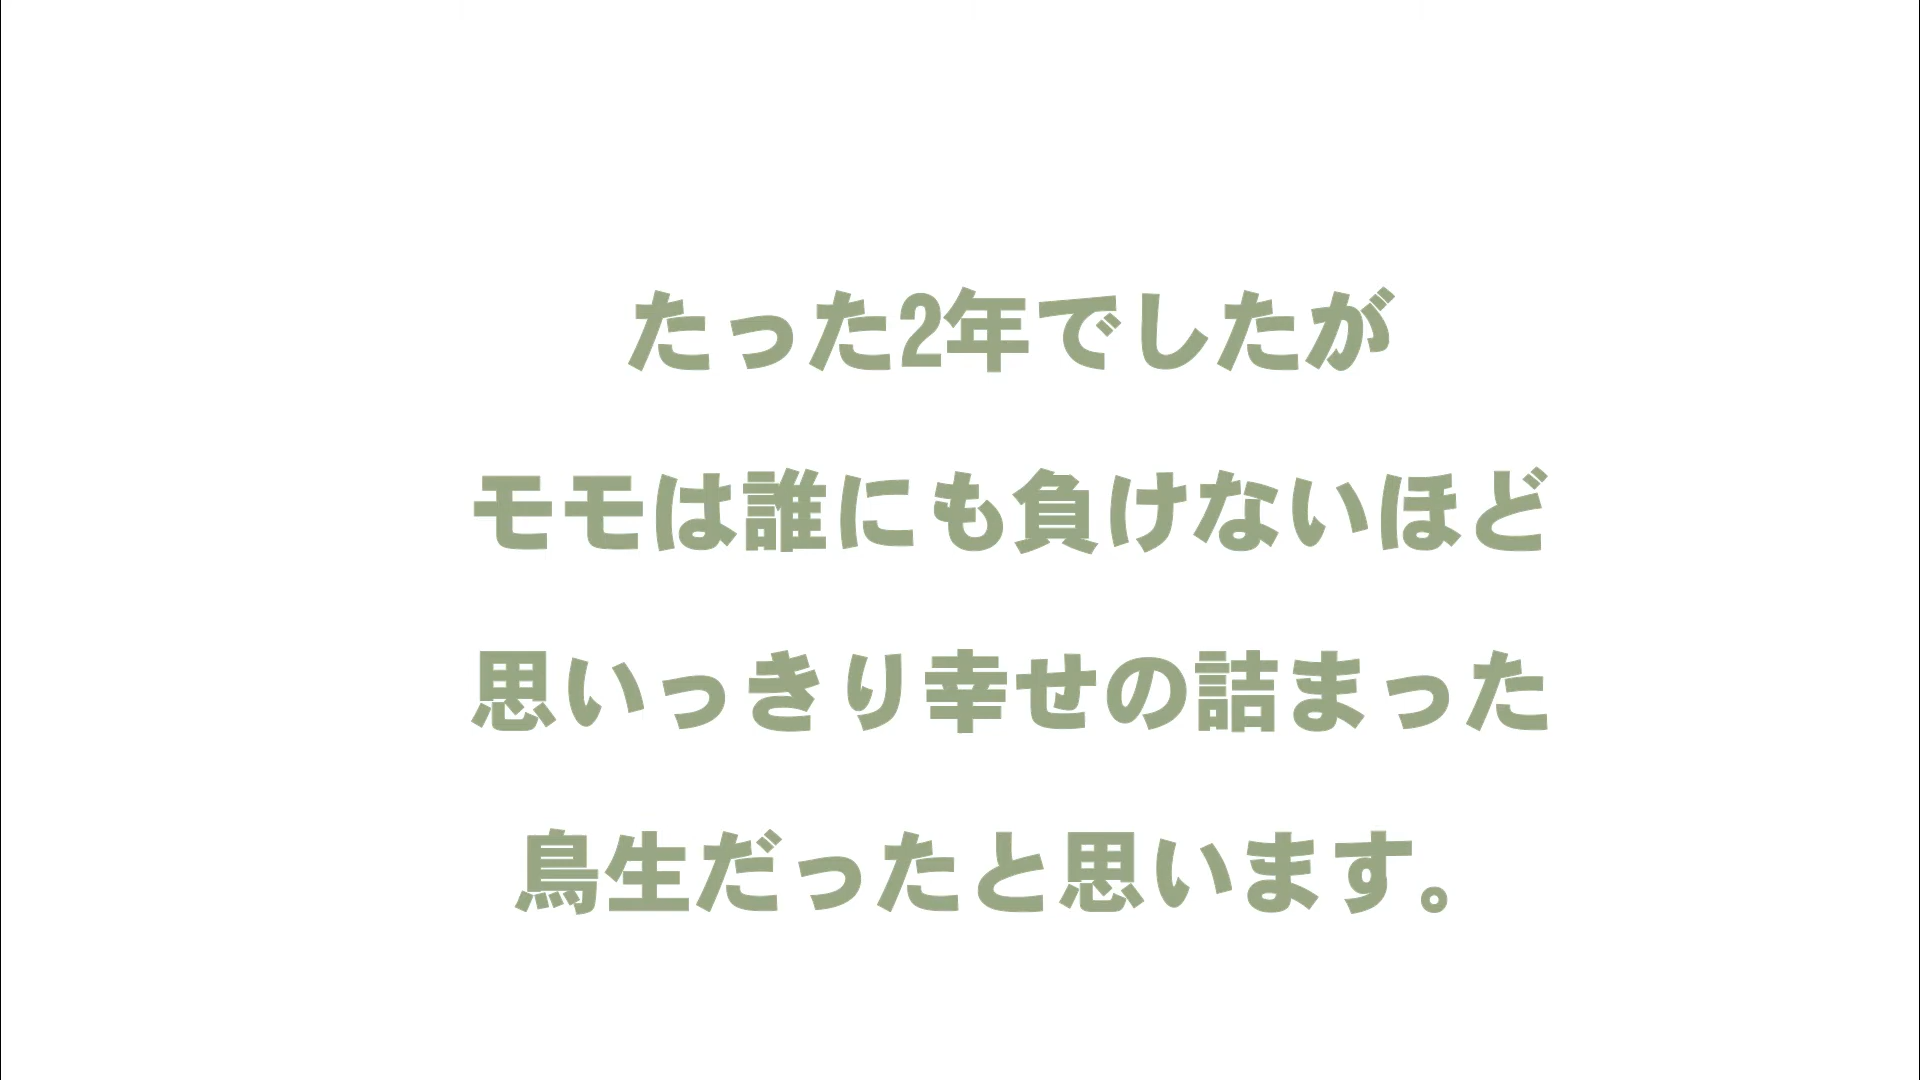 たった2年でしたが
モモは誰にも負けないほど
思いっきり幸せの詰まった
鳥生だったと思います。